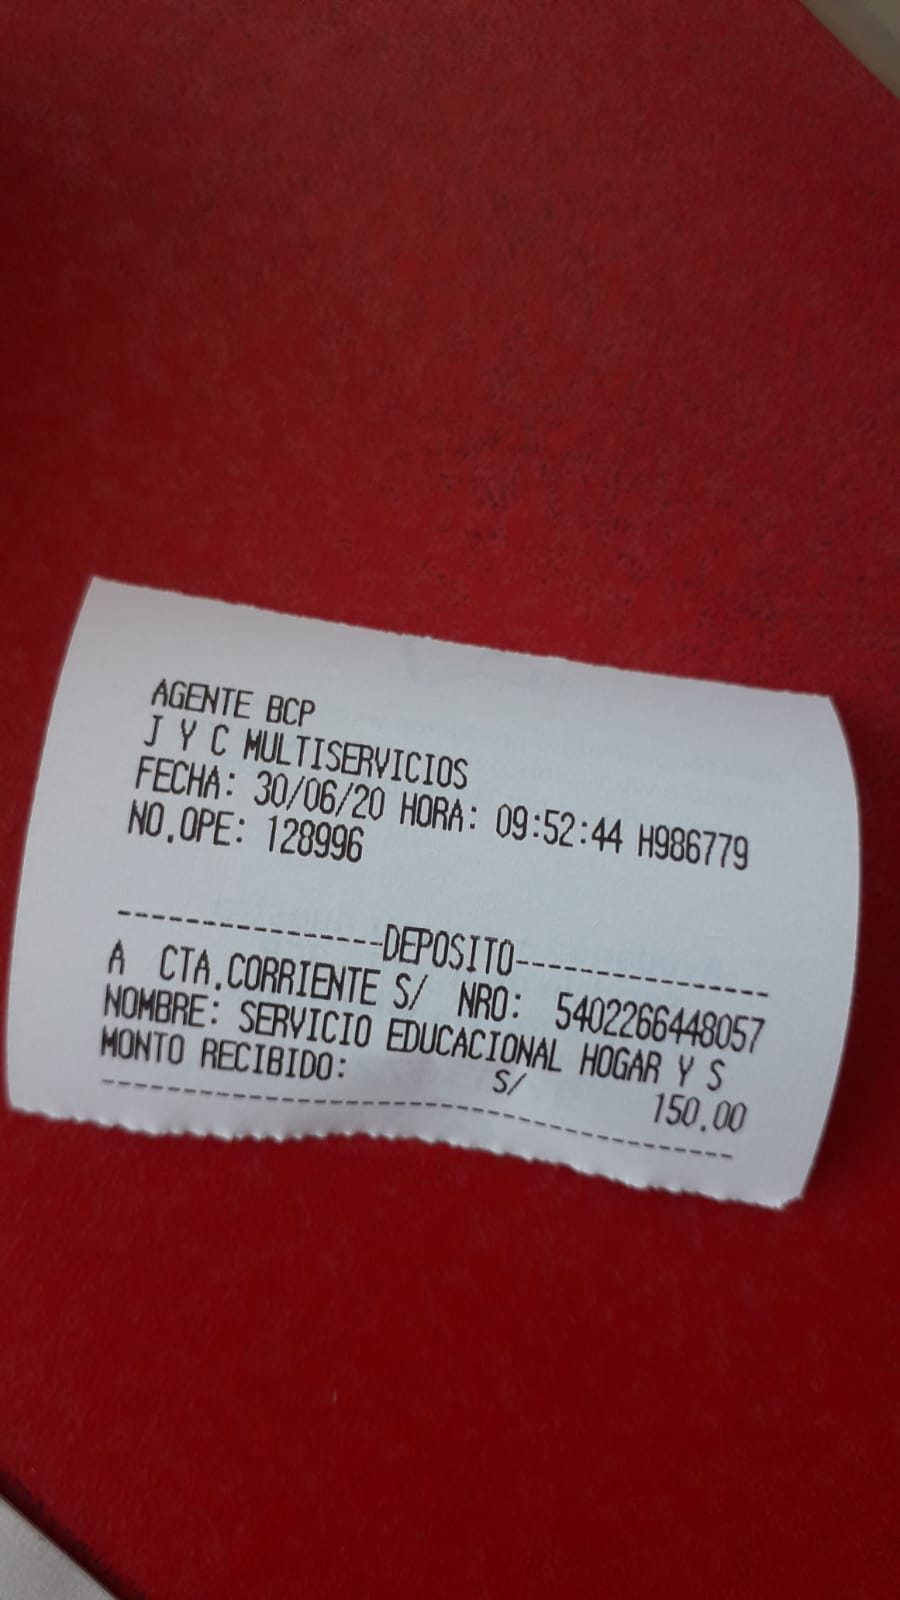 AGENTE BCP
J Y C MULTISERVICIOS
FECHA: 30/06/20 HORA: 09:52:44 H986779
NO.OPE: 128996
----------------DEPOSITO----------------
A CTA.CORRIENTE S/ NRO: 5402266448057
NOMBRE: SERVICIO EDUCACIONAL HOGAR Y S
MONTO RECIBIDO: S/ 150.00